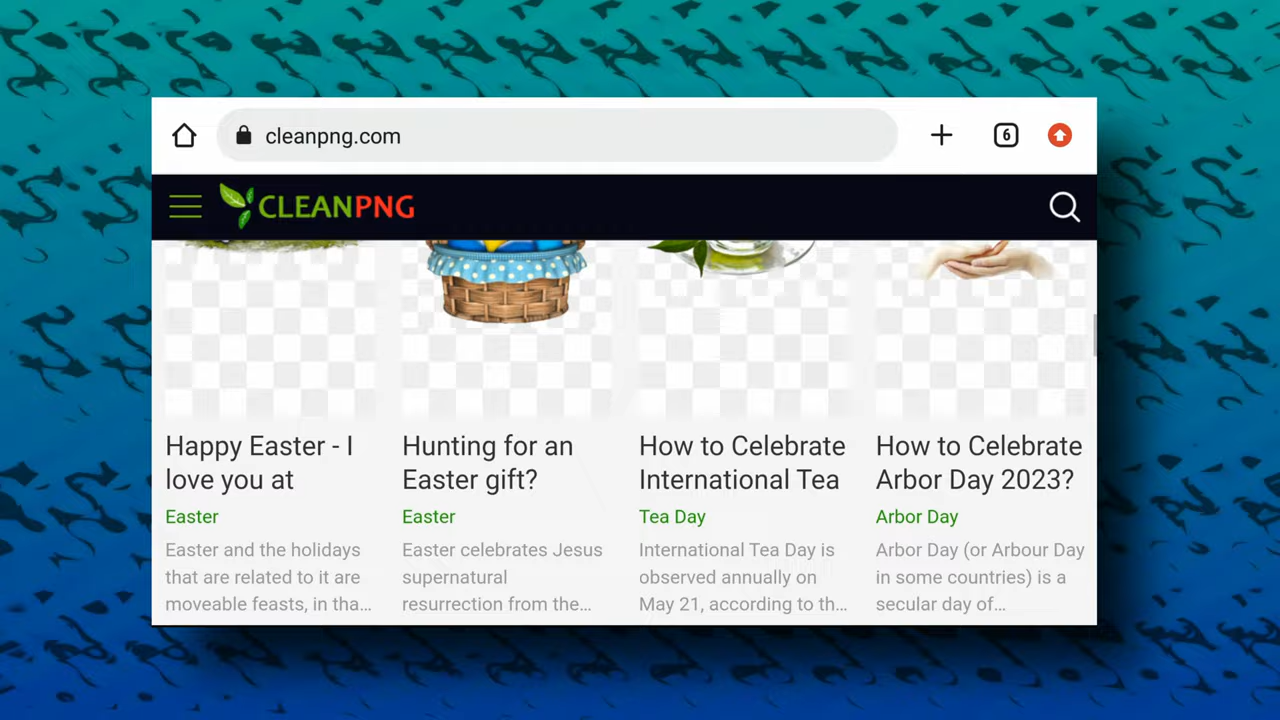 cleanpng.com
6
CLEANPNG
Happy Easter - I
love you at
Easter
Easter and the holidays
that are related to it are
moveable feasts, in tha...
Hunting for an
Easter gift?
Easter
Easter celebrates Jesus
supernatural
resurrection from the...
How to Celebrate
International Tea
Tea Day
International Tea Day is
observed annually on
May 21, according to th...
How to Celebrate
Arbor Day 2023?
Arbor Day
Arbor Day (or Arbour Day
in some countries) is a
secular day of...